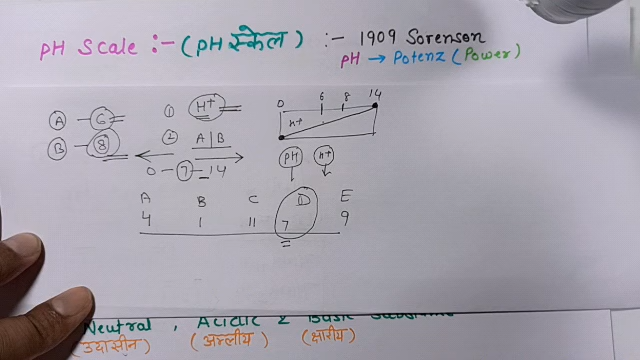 pH Scale :- (pH स्केल) :- 1909 Sorenson
pH → Potenz (Power)
A - 6
B - 8
① H+
② A | B
0 - 7 - 14
0 6 8 14
H+
pH H+
A B C D E
4 1 11 7 9
Neutral, Acidic & Basic
(उदासीन) (अम्लीय) (क्षारीय)